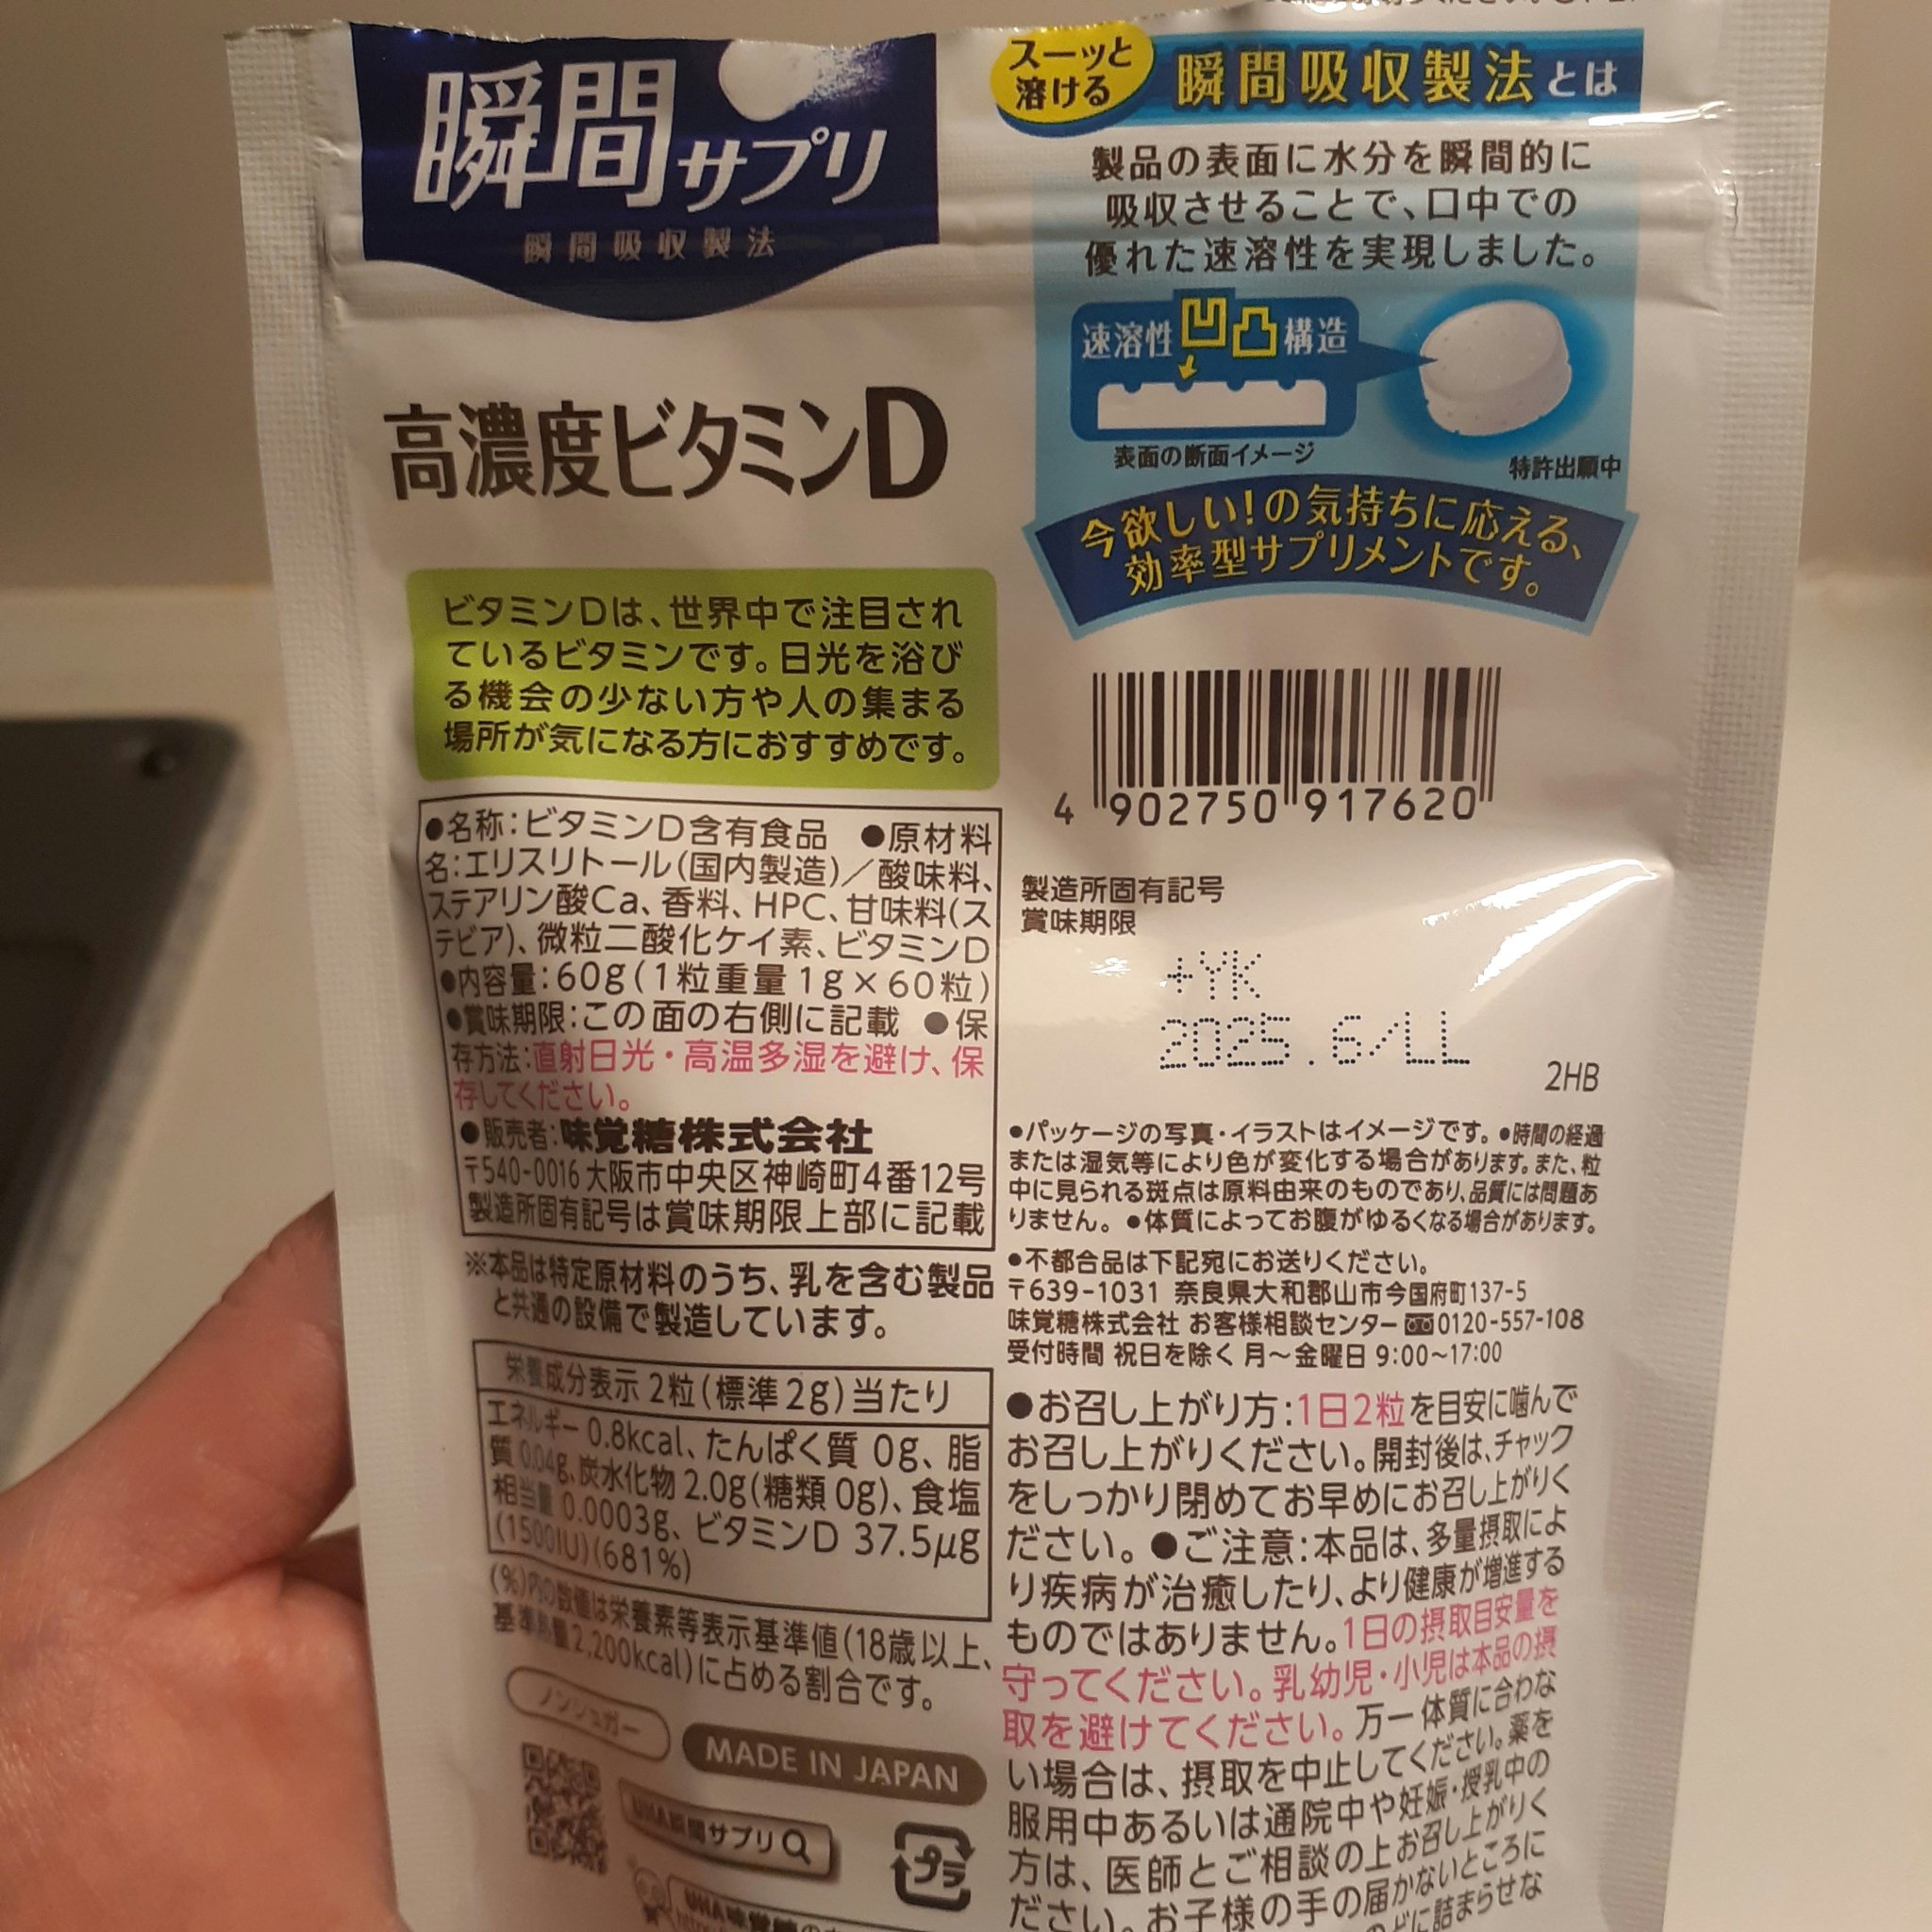 瞬間サプリ
瞬間吸収製法
高濃度ビタミンD
ビタミンDは、世界中で注目され
ているビタミンです。日光を浴び
る機会の少ない方や人の集まる
場所が気になる方におすすめです。
●名称：ビタミンD含有食品 ●原材料
名：エリスリトール（国内製造）／酸味料、
ステアリン酸Ca、香料、HPC、甘味料（ス
テビア）、微粒二酸化ケイ素、ビタミンD
●内容量：60g（1粒重量1g×60粒）
●賞味期限：この面の右側に記載 ●保
存方法：直射日光・高温多湿を避け、保
存してください。
●販売者：味覚糖株式会社
〒540-0016 大阪市中央区神崎町4番12号
製造所固有記号は賞味期限上部に記載
※本品は特定原材料のうち、乳を含む製品
と共通の設備で製造しています。
栄養成分表示 2粒（標準2g）当たり
エネルギー 0.8kcal、たんぱく質 0g、脂
質 0.04g、炭水化物 2.0g（糖類 0g）、食塩
相当量 0.0003g、ビタミンD 37.5μg
(1500IU)(681%)
(%)内の数値は栄養素等表示基準値（18歳以上、
基準熱量2,200kcal）に占める割合です。
ノンシュガー
MADE IN JAPAN
UHA瞬間サプリ
プラ
UHA味覚糖の
スーッと
溶ける
瞬間吸収製法とは
製品の表面に水分を瞬間的に
吸収させることで、口中での
優れた速溶性を実現しました。
速溶性凹凸構造
表面の断面イメージ
特許出願中
今欲しい！の気持ちに応える、
効率型サプリメントです。
4 902750 917620
製造所固有記号
賞味期限
+YK
2025.6/LL
2HB
●パッケージの写真・イラストはイメージです。●時間の経過
または湿気等により色が変化する場合があります。また、粒
中に見られる斑点は原料由来のものであり、品質には問題あ
りません。●体質によってお腹がゆるくなる場合があります。
●不都合品は下記宛にお送りください。
〒639-1031 奈良県大和郡山市今国府町137-5
味覚糖株式会社 お客様相談センター 0120-557-108
受付時間 祝日を除く 月～金曜日 9:00～17:00
●お召し上がり方：1日2粒を目安に噛んで
お召し上がりください。開封後は、チャック
をしっかり閉めてお早めにお召し上がりく
ださい。●ご注意：本品は、多量摂取によ
り疾病が治癒したり、より健康が増進する
ものではありません。1日の摂取目安量を
守ってください。乳幼児・小児は本品の摂
取を避けてください。万一体質に合わな
い場合は、摂取を中止してください。薬を
服用中あるいは通院中や妊娠・授乳中の
方は、医師とご相談の上お召し上がりく
ださい。お子様の手の届かないところに
のどに詰まらせな